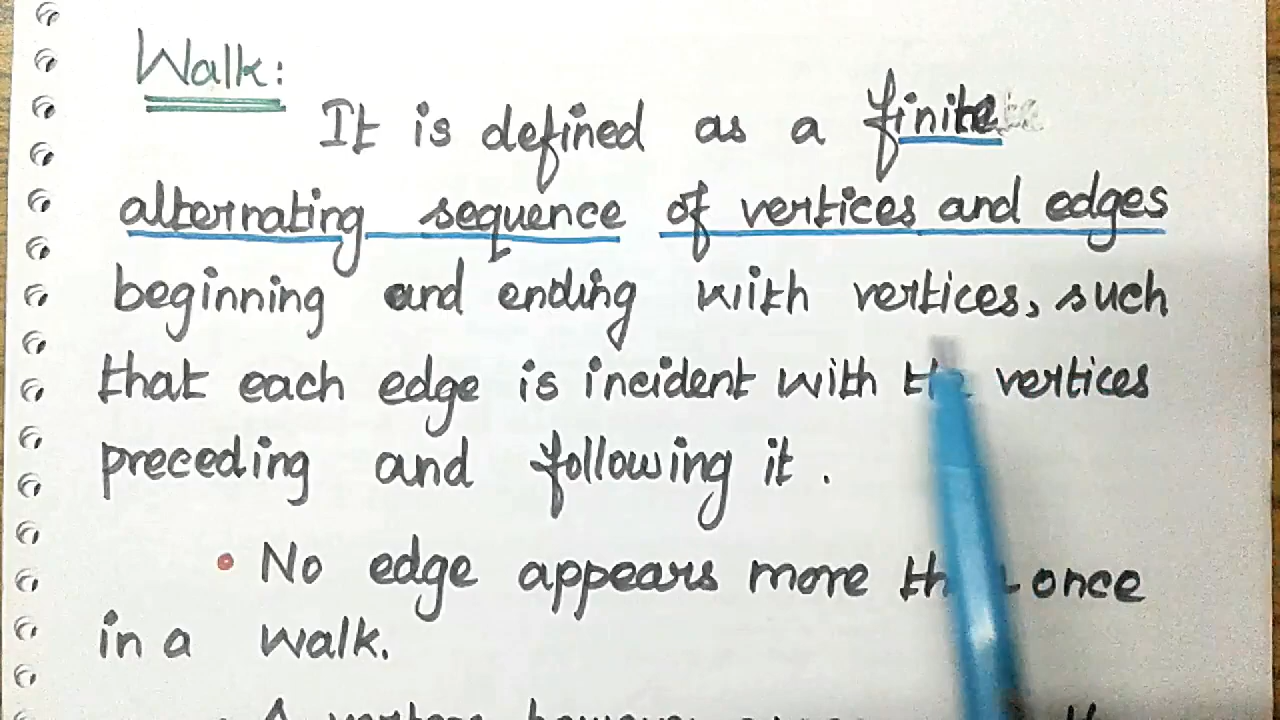 Walk:
It is defined as a finite
alternating sequence of vertices and edges
beginning and ending with vertices, such
that each edge is incident with the vertices
preceding and following it.
• No edge appears more than once
in a walk.
• A vertex however